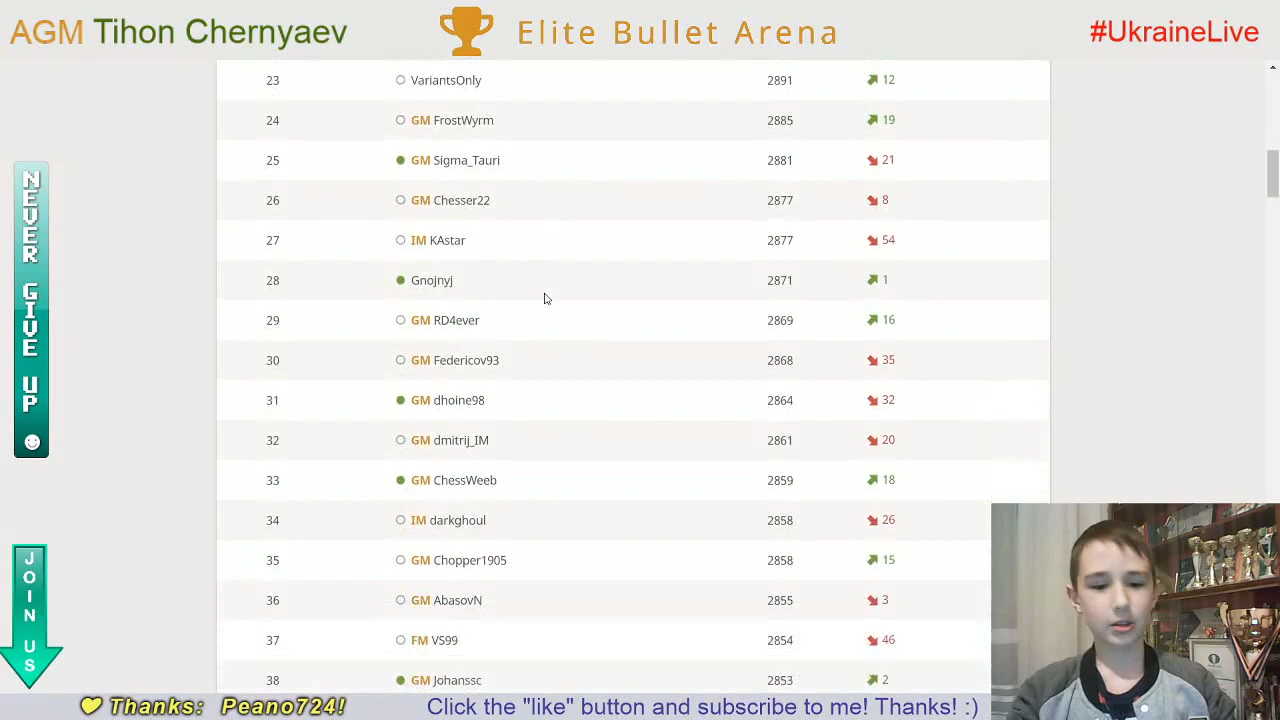 AGM Tihon Chernyaev
Elite Bullet Arena
#UkraineLive
23 VariantsOnly 2891 12
24 GM FrostWyrm 2885 19
25 GM Sigma_Tauri 2881 21
26 GM Chesser22 2877 8
27 IM KAstar 2877 54
28 Gnojnyj 2871 1
29 GM RD4ever 2869 16
30 GM Federicov93 2868 35
31 GM dhoine98 2864 32
32 GM dmitrij_IM 2861 20
33 GM ChessWeeb 2859 18
34 IM darkghoul 2858 26
35 GM Chopper1905 2858 15
36 GM AbasovN 2855 3
37 FM VS99 2854 46
38 GM Johanssc 2853 2
NEVER GIVE UP
JOIN US
Thanks: Peano724!
Click the "like" button and subscribe to me! Thanks! :)